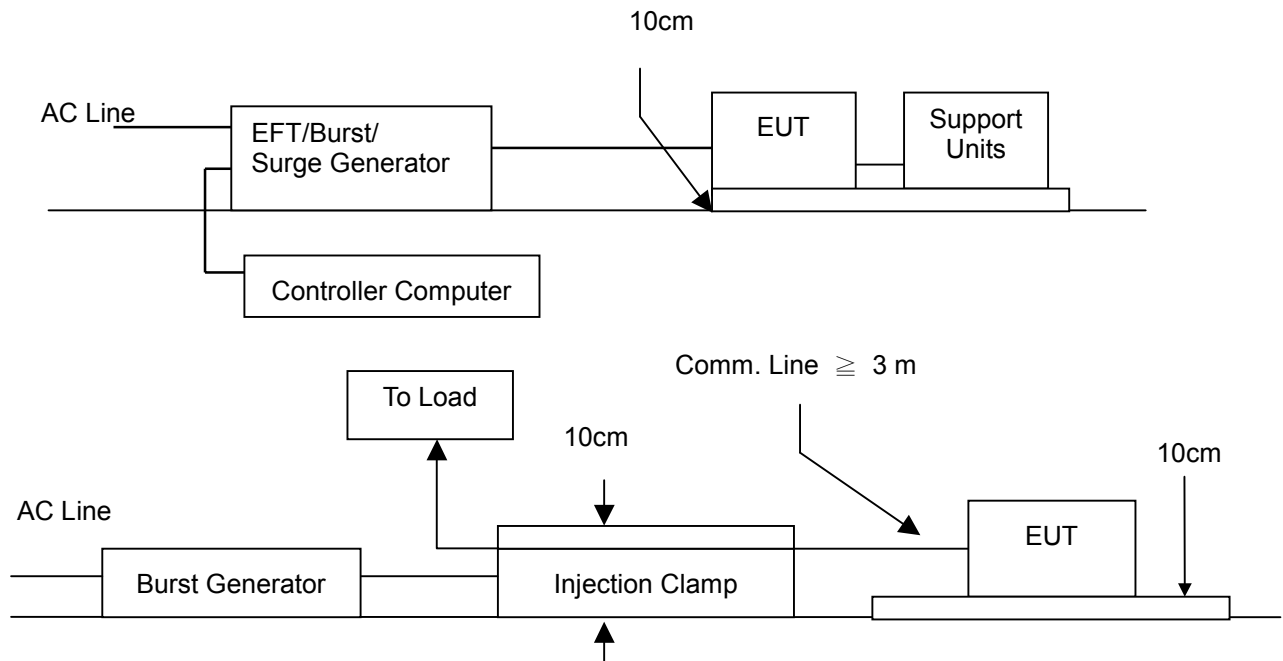 10cm
AC Line
EFT/Burst/
Surge Generator
EUT
Support
Units
Controller Computer
Comm. Line ≧ 3 m
To Load
10cm
10cm
AC Line
EUT
Burst Generator
Injection Clamp